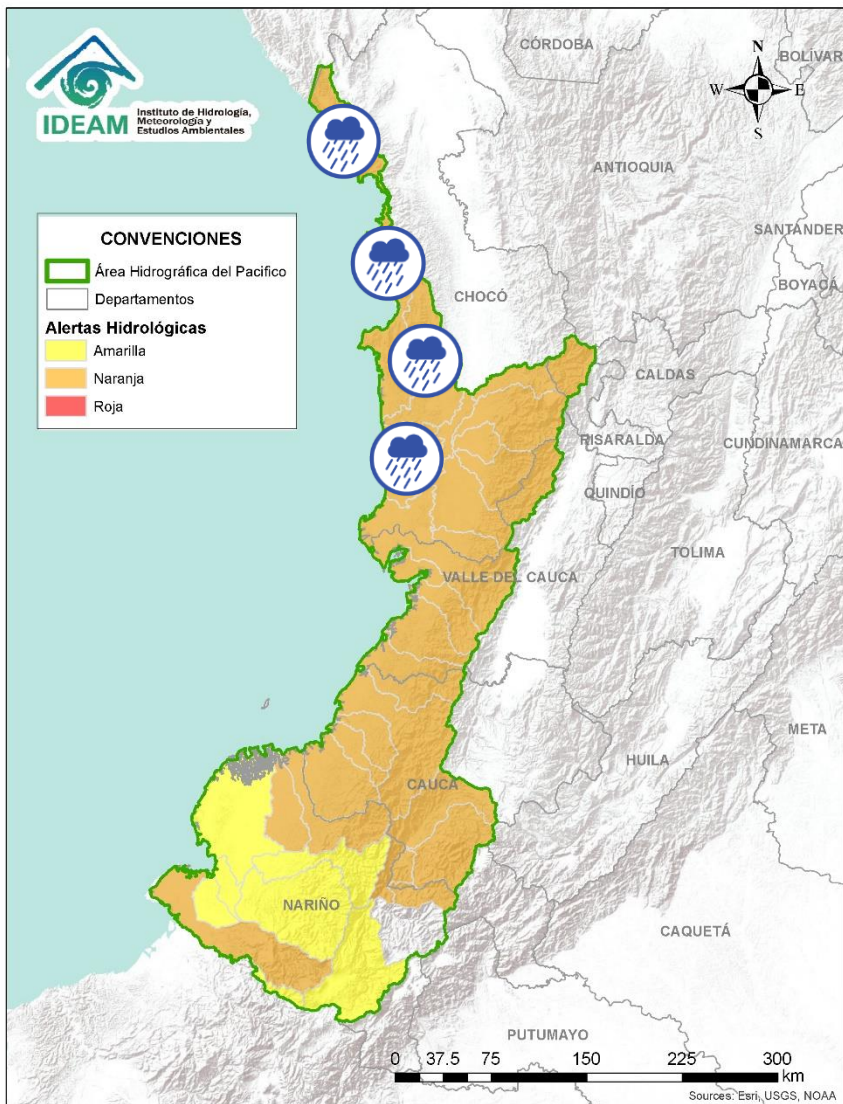 IDEAM
Instituto de Hidrología,
Meteorología y
Estudios Ambientales
N
W E
S
CÓRDOBA
BOLÍVAR
ANTIOQUIA
SANTANDER
BOYACÁ
CHOCÓ
CALDAS
RISARALDA
CUNDINAMARCA
QUINDÍO
TOLIMA
VALLE DEL CAUCA
META
HUILA
CAUCA
NARIÑO
CAQUETÁ
PUTUMAYO
CONVENCIONES
Área Hidrográfica del Pacifico
Departamentos
Alertas Hidrológicas
Amarilla
Naranja
Roja
0 37.5 75 150 225 300
km
Sources: Esri, USGS, NOAA